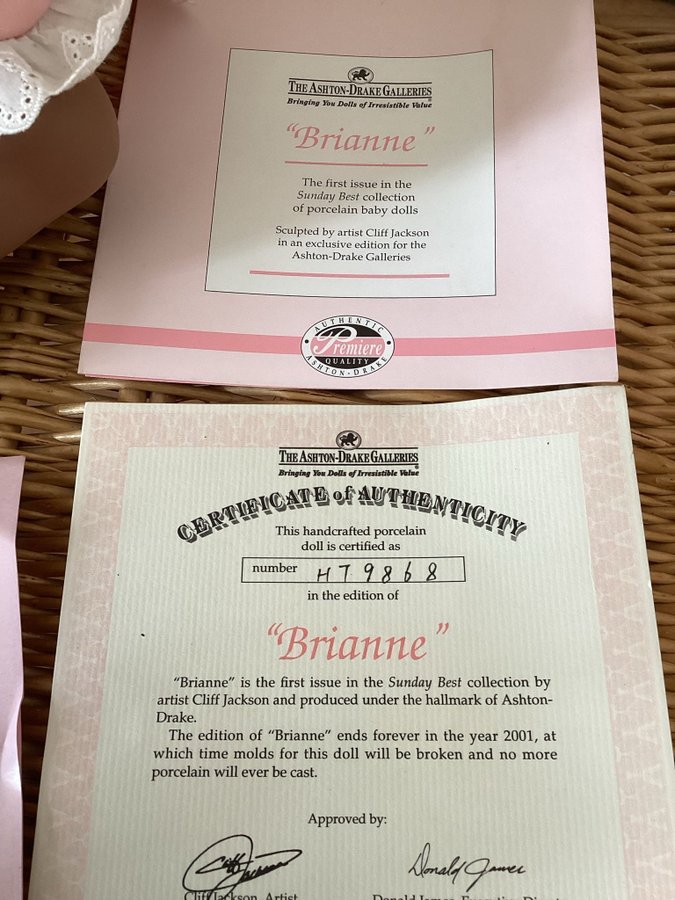 THE ASHTON-DRAKE GALLERIES
Bringing You Dolls of Irresistible Value
"Brianne"
The first issue in the
Sunday Best collection
of porcelain baby dolls
Sculpted by artist Cliff Jackson
in an exclusive edition for the
Ashton-Drake Galleries
AUTHENTIC
Premiere
QUALITY
ASHTON-DRAKE
THE ASHTON-DRAKE GALLERIES
Bringing You Dolls of Irresistible Value
CERTIFICATE of AUTHENTICITY
This handcrafted porcelain
doll is certified as
number HT9868
in the edition of
"Brianne"
"Brianne" is the first issue in the Sunday Best collection by
artist Cliff Jackson and produced under the hallmark of Ashton-
Drake.
The edition of "Brianne" ends forever in the year 2001, at
which time molds for this doll will be broken and no more
porcelain will ever be cast.
Approved by:
Cliff Jackson Donald James
Cliff Jackson, Artist Donald James, Executive